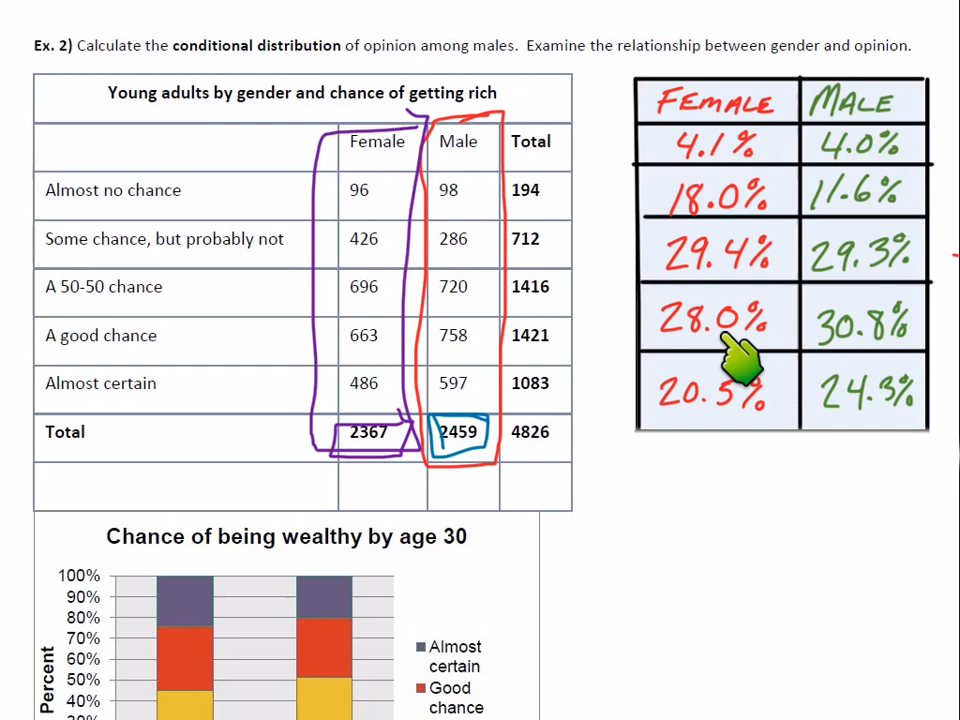 Ex. 2) Calculate the conditional distribution of opinion among males. Examine the relationship between gender and opinion.
Young adults by gender and chance of getting rich
Female Male Total
Almost no chance 96 98 194
Some chance, but probably not 426 286 712
A 50-50 chance 696 720 1416
A good chance 663 758 1421
Almost certain 486 597 1083
Total 2367 2459 4826
FEMALE MALE
4.1% 4.0%
18.0% 11.6%
29.4% 29.3%
28.0% 30.8%
20.5% 24.3%
Chance of being wealthy by age 30
100%
90%
80%
70%
60%
50%
40%
30%
Percent
Almost
certain
Good
chance